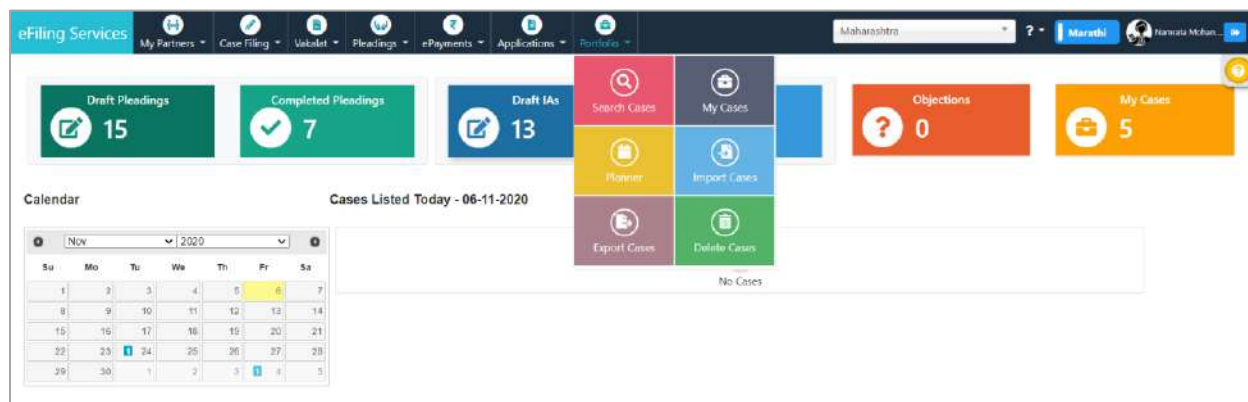 eFiling Services
My Partners
Case Filing
Vakalat
Pleadings
ePayments
Applications
Portfolio
Maharashtra
?
Marathi
Search Cases
My Cases
Planner
Import Cases
Export Cases
Delete Cases
Draft Pleadings
15
Completed Pleadings
7
Draft IAs
13
Objections
0
My Cases
5
Calendar
Cases Listed Today - 06-11-2020
Nov 2020
Su Mo Tu We Th Fr Sa
1 2 3 4 5 6 7
8 9 10 11 12 13 14
15 16 17 18 19 20 21
22 23 1 24 25 26 27 28
29 30 1 2 3 1 4 5
No Cases